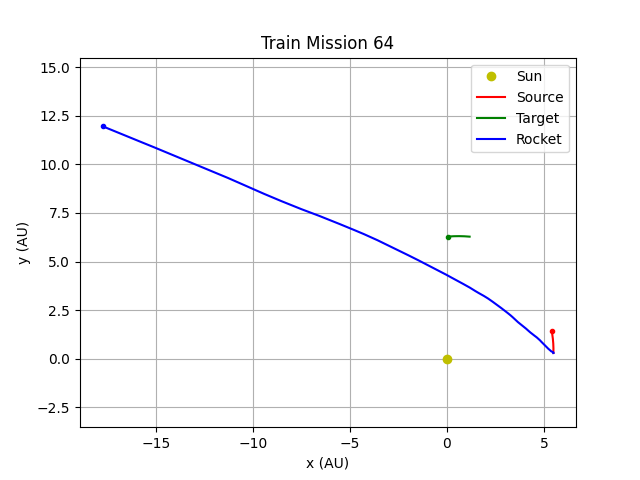 Train Mission 64
15.0
12.5
10.0
7.5
5.0
2.5
0.0
−2.5
y (AU)
Sun
Source
Target
Rocket
−15
−10
−5
0
5
x (AU)